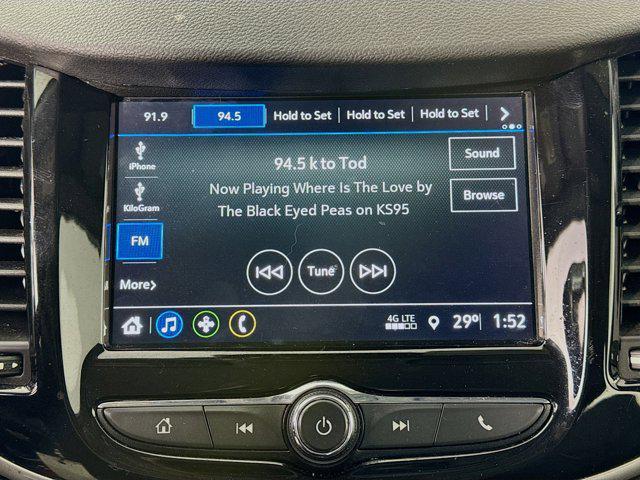 91.9 94.5 Hold to Set Hold to Set Hold to Set
iPhone
94.5 k to Tod
Sound
KiloGram
Now Playing Where Is The Love by
The Black Eyed Peas on KS95
Browse
FM
Tune
More
4G LTE
29° 1:52